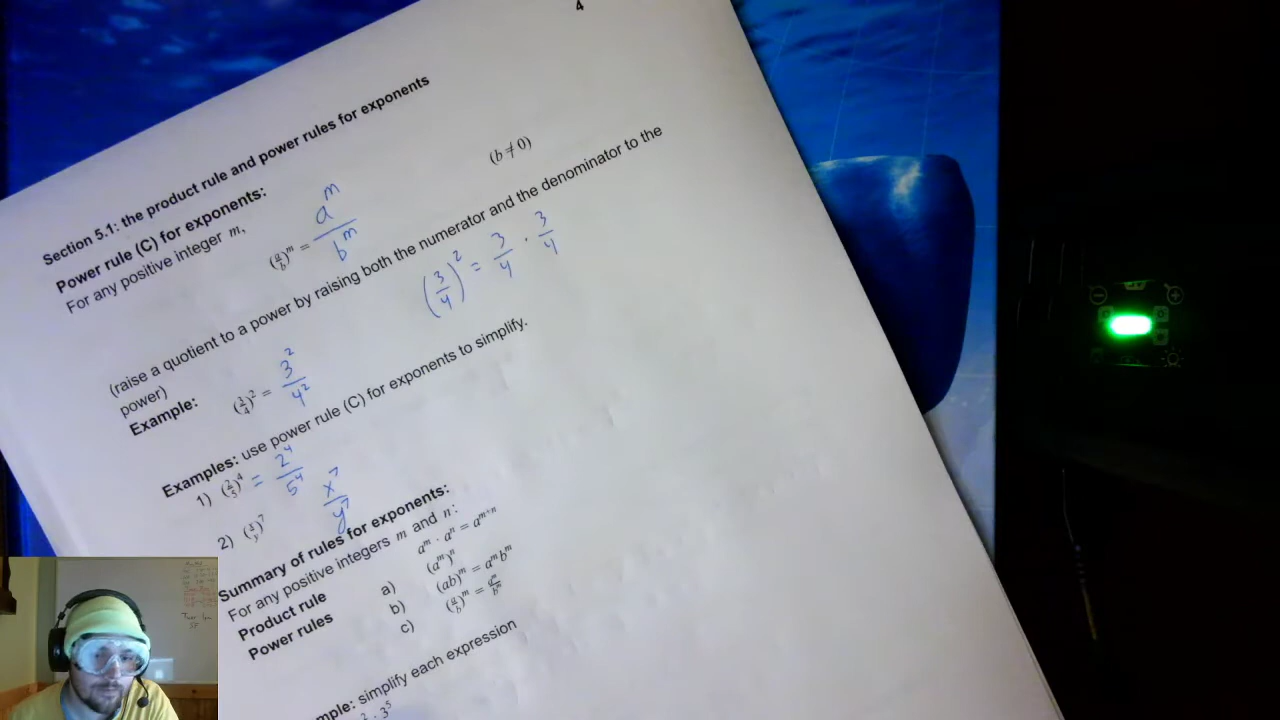 4
Section 5.1: the product rule and power rules for exponents
Power rule (C) for exponents:
For any positive integer m,
(a/b)^m = a^m/b^m (b ≠ 0)
(raise a quotient to a power by raising both the numerator and the denominator to the
power)
(3/4)^2 = 3/4 · 3/4
Example: (3/4)^2 = 3^2/4^2
Examples: use power rule (C) for exponents to simplify.
1) (2/5)^4 = 2^4/5^4
2) (x/y)^7 x^7/y^7
Summary of rules for exponents:
For any positive integers m and n:
Product rule a^m · a^n = a^(m+n)
Power rules a) (a^m)^n
b) (ab)^m = a^m b^m
c) (a/b)^m = a^m/b^m
simplify each expression
· 3^5